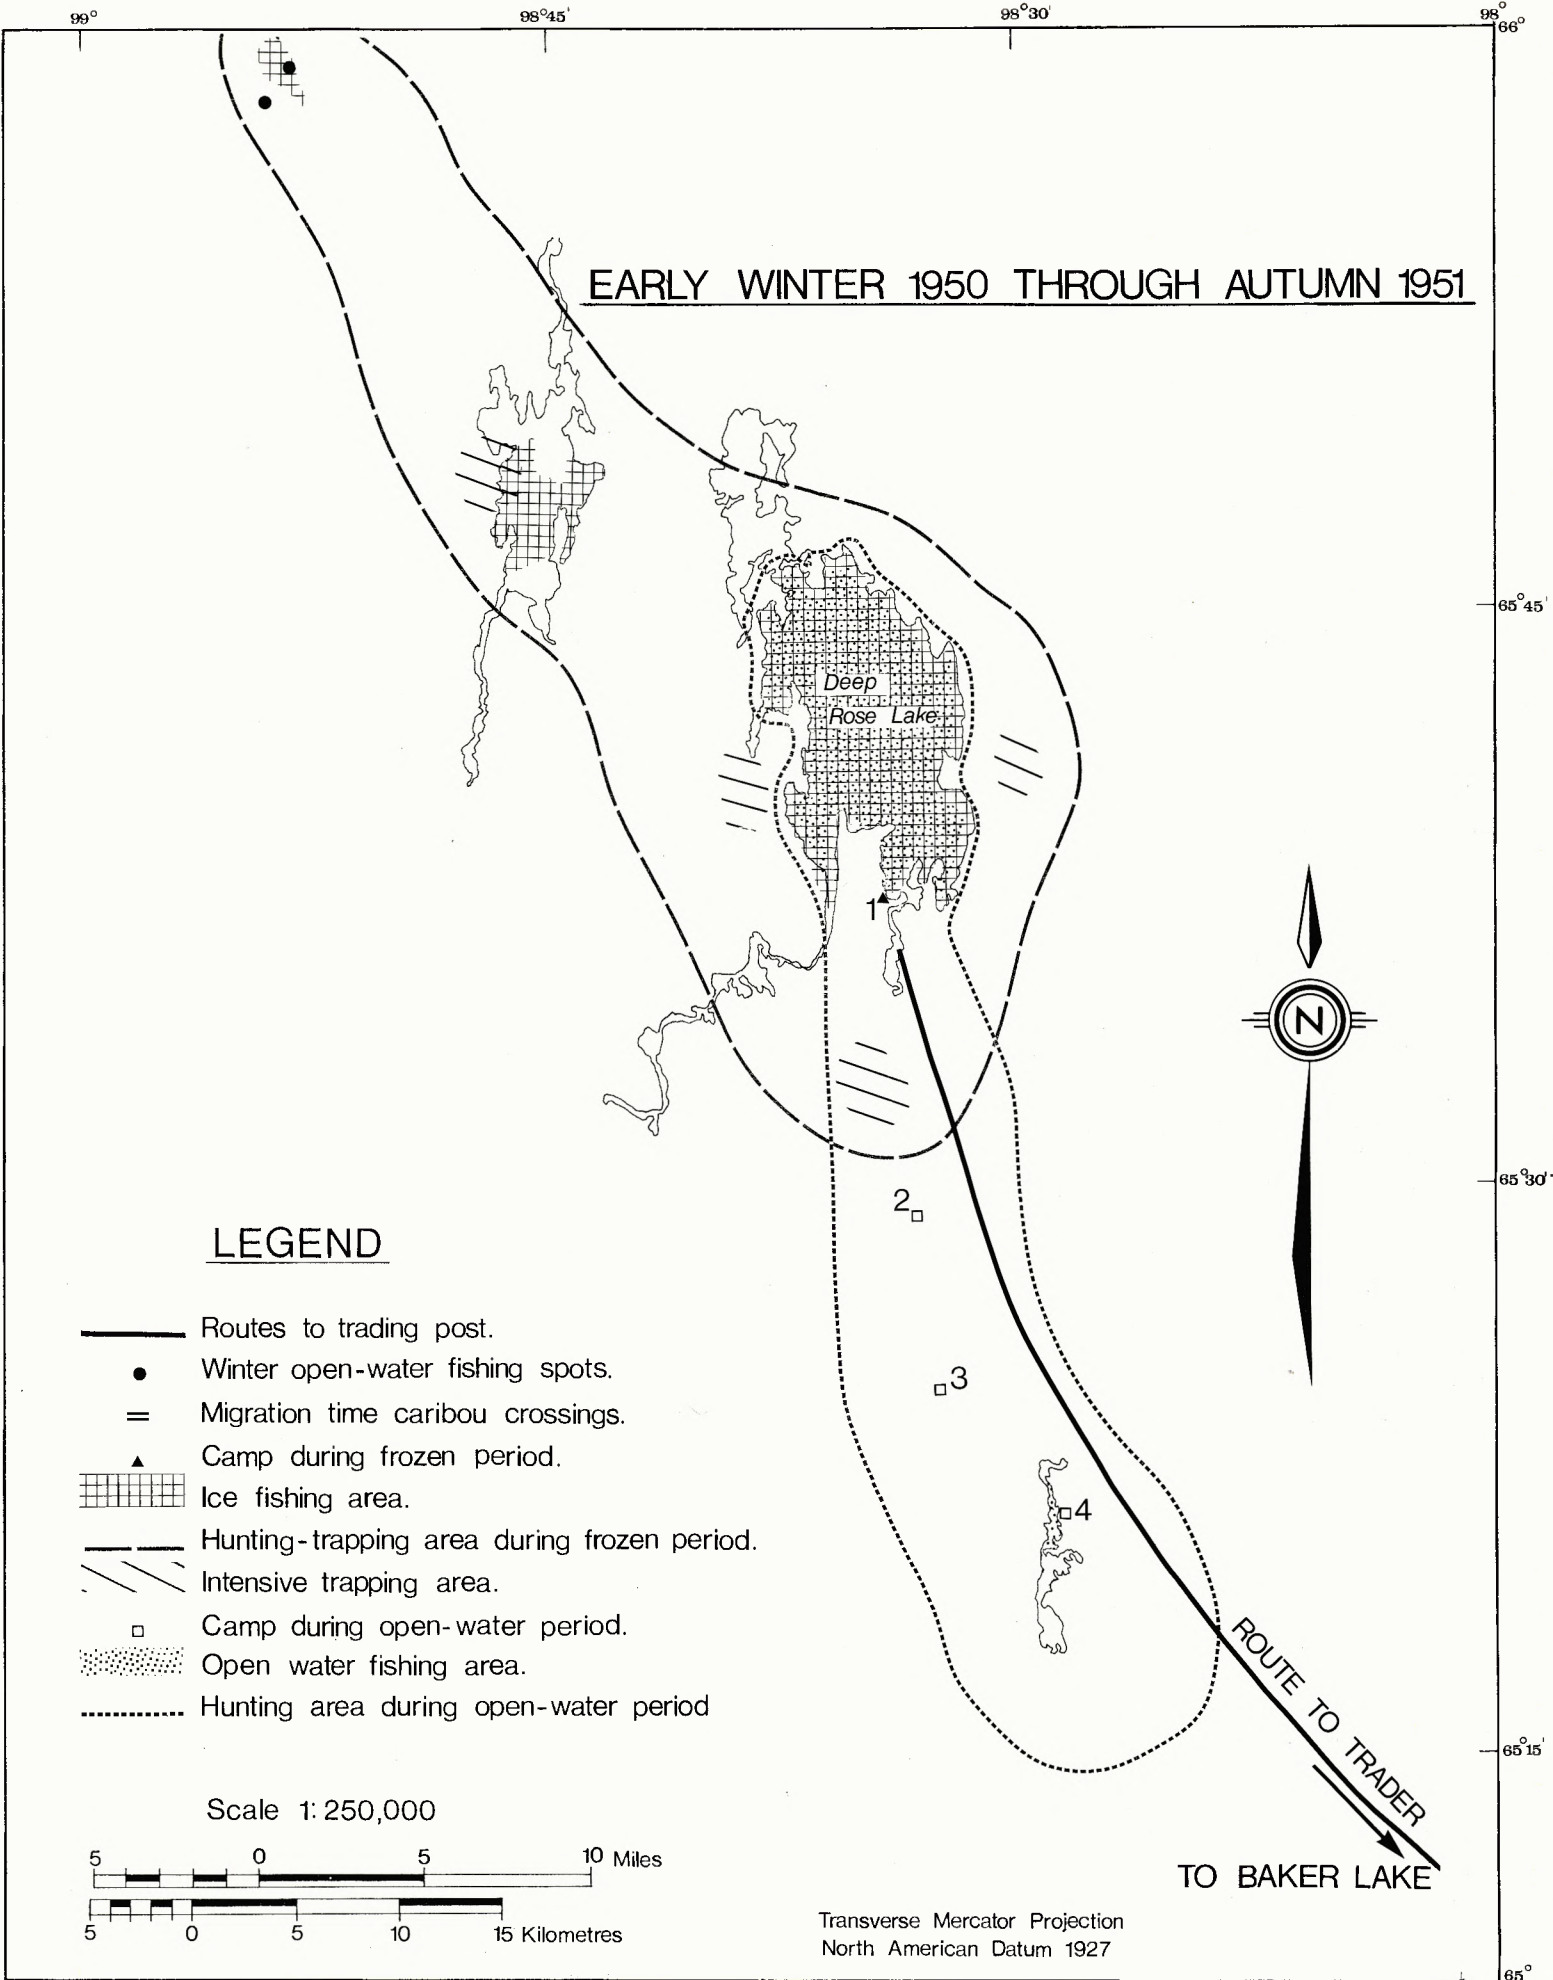 99°
98°45'
98°30'
98°
66°
EARLY WINTER 1950 THROUGH AUTUMN 1951
65°45'
Deep
Rose Lake
1
N
65°30'
2
LEGEND
Routes to trading post.
Winter open-water fishing spots.
3
Migration time caribou crossings.
Camp during frozen period.
Ice fishing area.
4
Hunting-trapping area during frozen period.
Intensive trapping area.
Camp during open-water period.
Open water fishing area.
Hunting area during open-water period
ROUTE TO TRADER
65°15'
Scale 1:250,000
5 0 5 10 Miles
TO BAKER LAKE
5 0 5 10 15 Kilometres
Transverse Mercator Projection
North American Datum 1927
65°